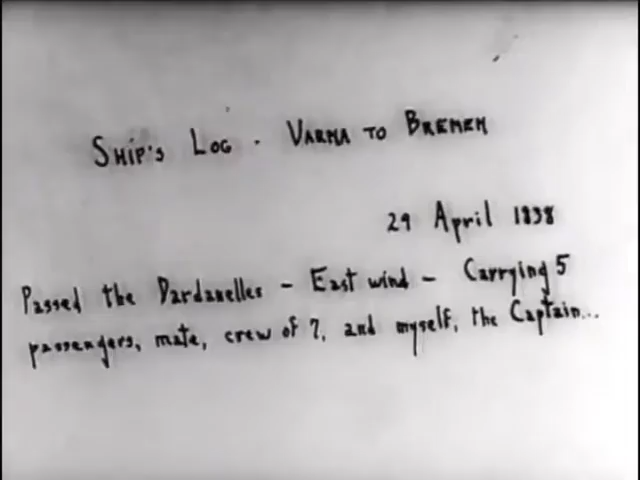 Ship's Log - Varna to Bremen
29 April 1838
Passed the Dardanelles - East wind - Carrying 5
passengers, mate, crew of 7, and myself, the Captain...